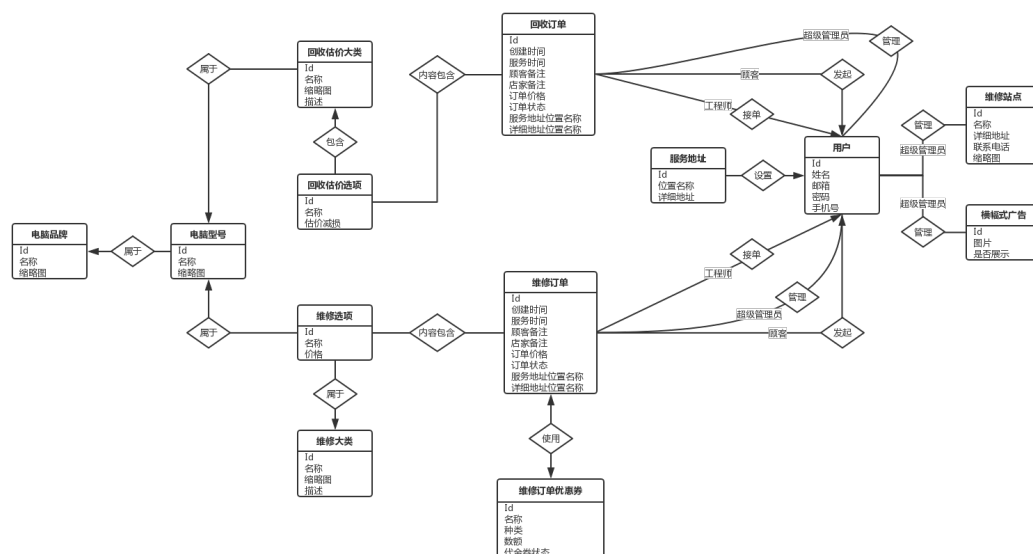 回收订单
Id
创建时间
服务时间
顾客备注
店家备注
订单价格
订单状态
服务地址位置名称
详细地址位置名称
超级管理员
管理
回收估价大类
Id
名称
缩略图
描述
属于
内容包含
顾客
发起
工程师
接单
包含
维修站点
Id
名称
详细地址
联系电话
缩略图
管理
超级管理员
用户
Id
姓名
邮箱
密码
手机号
服务地址
Id
位置名称
详细地址
设置
回收估价选项
Id
名称
估价减损
超级管理员
管理
横幅式广告
Id
图片
是否展示
电脑品牌
Id
名称
缩略图
属于
电脑型号
Id
名称
缩略图
接单
工程师
维修订单
Id
创建时间
服务时间
顾客备注
店家备注
订单价格
订单状态
服务地址位置名称
详细地址位置名称
管理
超级管理员
顾客
发起
属于
维修选项
Id
名称
价格
内容包含
属于
维修大类
Id
名称
缩略图
描述
使用
维修订单优惠券
Id
名称
种类
数额
代金券状态